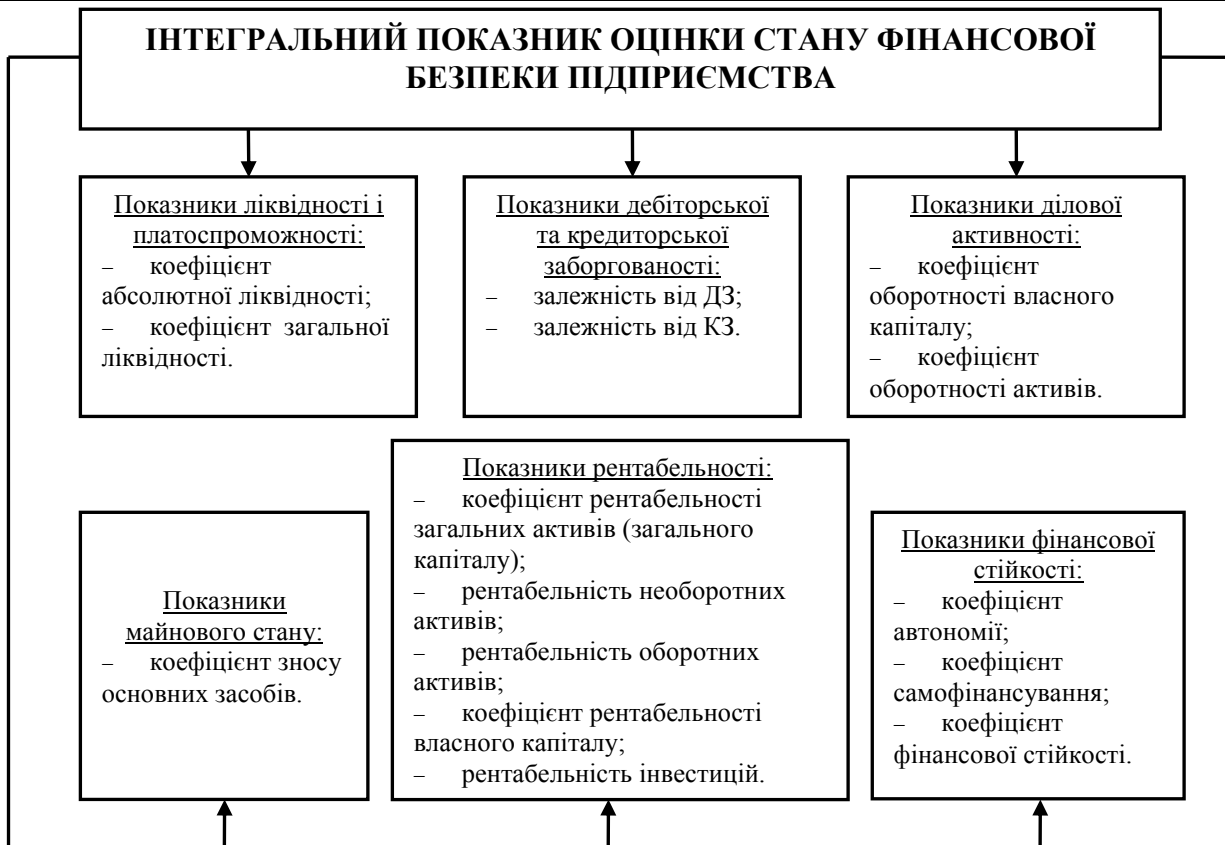 ІНТЕГРАЛЬНИЙ ПОКАЗНИК ОЦІНКИ СТАНУ ФІНАНСОВОЇ
БЕЗПЕКИ ПІДПРИЄМСТВА
Показники ліквідності і
платоспроможності:
– коефіцієнт
абсолютної ліквідності;
– коефіцієнт загальної
ліквідності.
Показники дебіторської
та кредиторської
заборгованості:
– залежність від ДЗ;
– залежність від КЗ.
Показники ділової
активності:
– коефіцієнт
оборотності власного
капіталу;
– коефіцієнт
оборотності активів.
Показники
майнового стану:
– коефіцієнт зносу
основних засобів.
Показники рентабельності:
– коефіцієнт рентабельності
загальних активів (загального
капіталу);
– рентабельність необоротних
активів;
– рентабельність оборотних
активів;
– коефіцієнт рентабельності
власного капіталу;
– рентабельність інвестицій.
Показники фінансової
стійкості:
– коефіцієнт
автономії;
– коефіцієнт
самофінансування;
– коефіцієнт
фінансової стійкості.